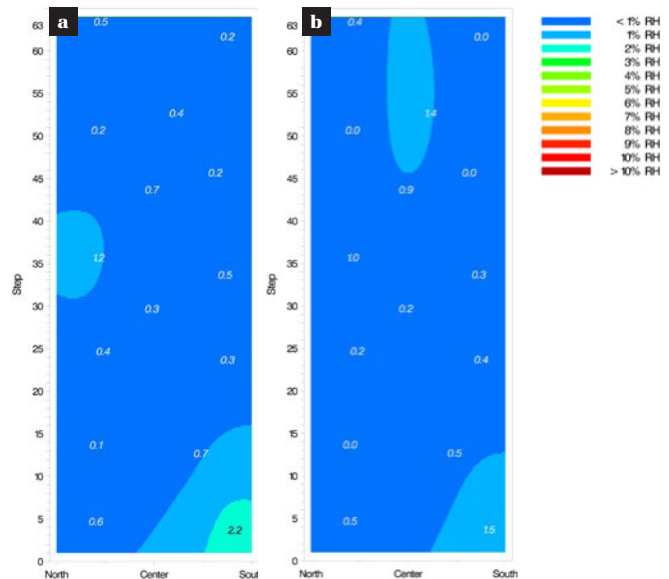 a
b
63
60
55
50
45
40
35
30
25
20
15
10
5
0
Step
0.5
0.2
0.4
0.2
0.2
0.7
1.2
0.5
0.3
0.4
0.3
0.1
0.7
0.6
2.2
North
Center
South
63
60
55
50
45
40
35
30
25
20
15
10
5
0
Step
0.4
0.0
1.4
0.0
0.0
0.9
1.0
0.3
0.2
0.2
0.4
0.0
0.5
0.5
1.5
North
Center
South
< 1% RH
1% RH
2% RH
3% RH
4% RH
5% RH
6% RH
7% RH
8% RH
9% RH
10% RH
> 10% RH